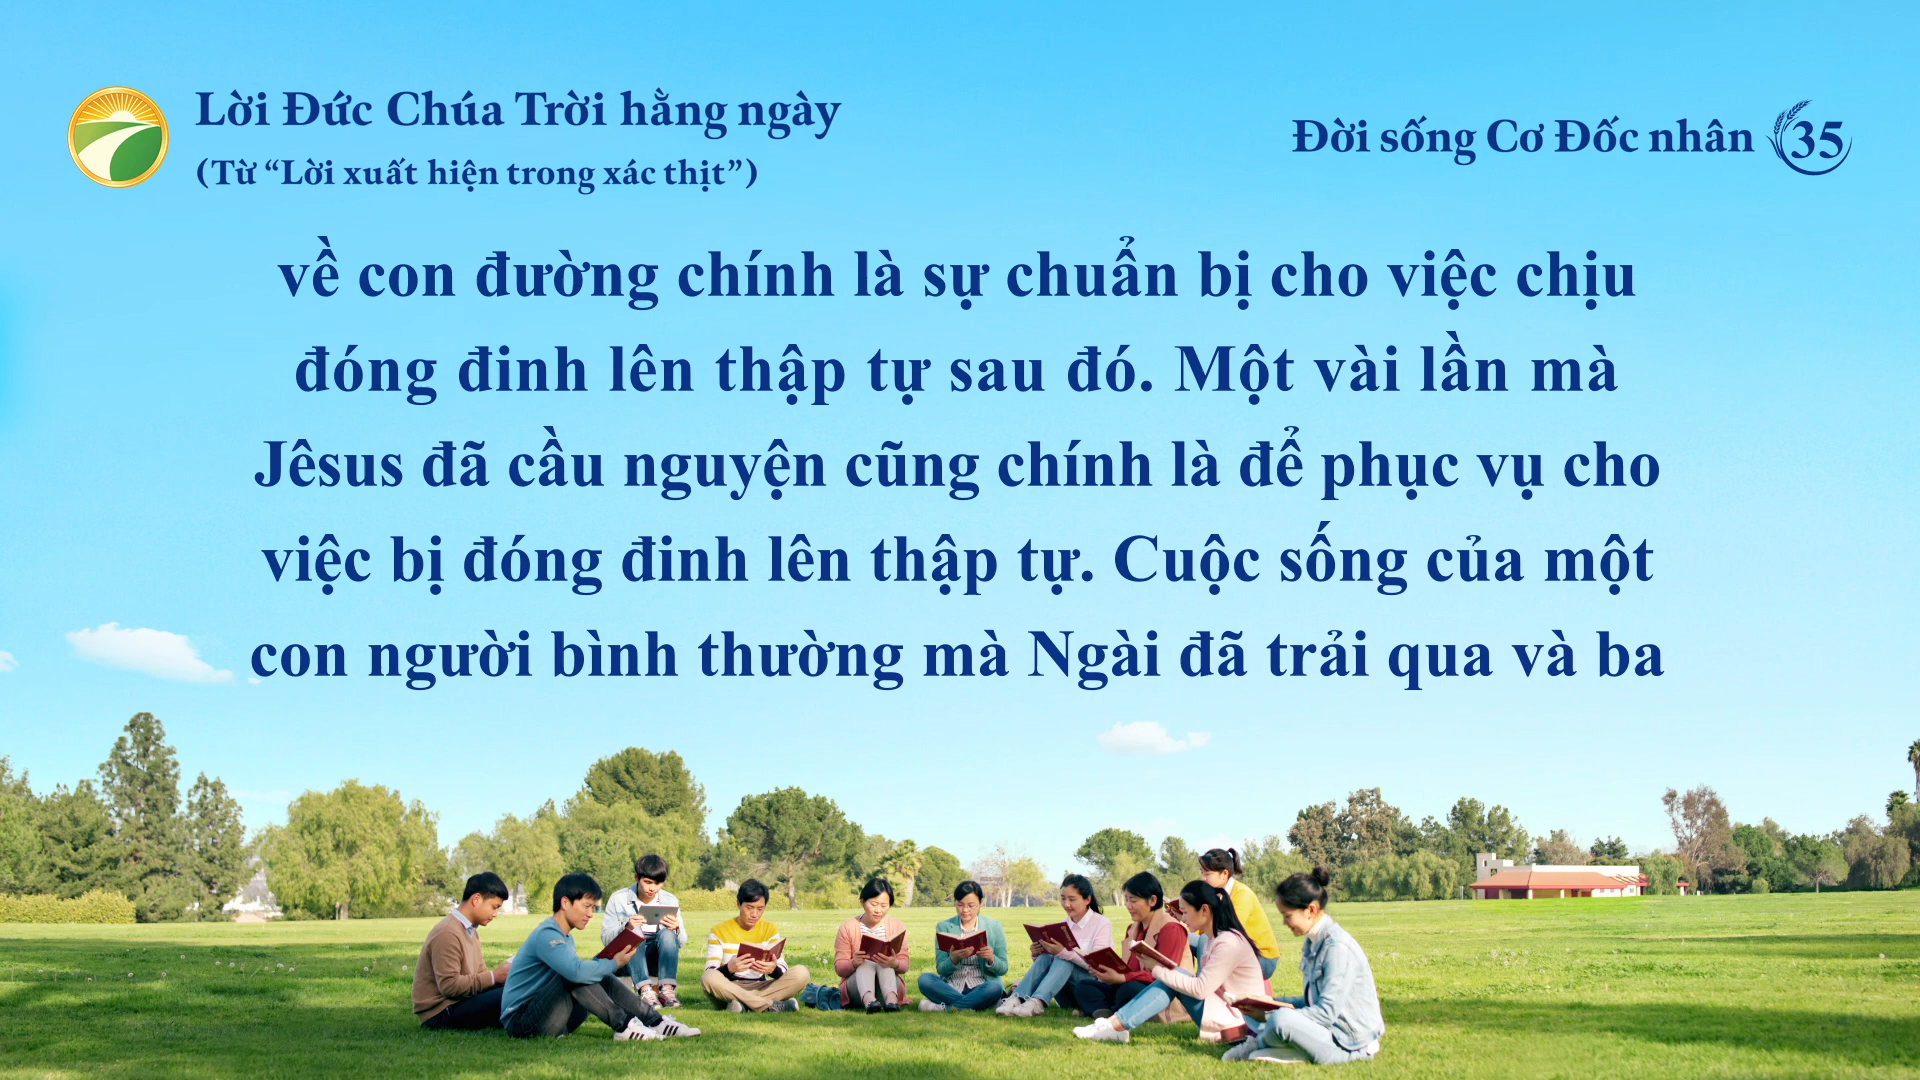 Lời Đức Chúa Trời hằng ngày
(Từ “Lời xuất hiện trong xác thịt”)
Đời sống Cơ Đốc nhân 35
về con đường chính là sự chuẩn bị cho việc chịu
đóng đinh lên thập tự sau đó. Một vài lần mà
Jêsus đã cầu nguyện cũng chính là để phục vụ cho
việc bị đóng đinh lên thập tự. Cuộc sống của một
con người bình thường mà Ngài đã trải qua và ba